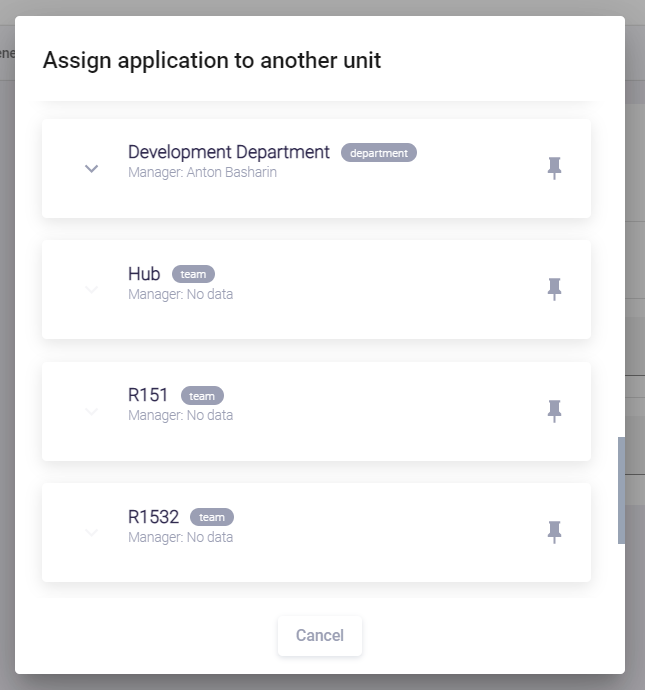 Assign application to another unit
Development Department department
Manager: Anton Basharin
Hub team
Manager: No data
R151 team
Manager: No data
R1532 team
Manager: No data
Cancel